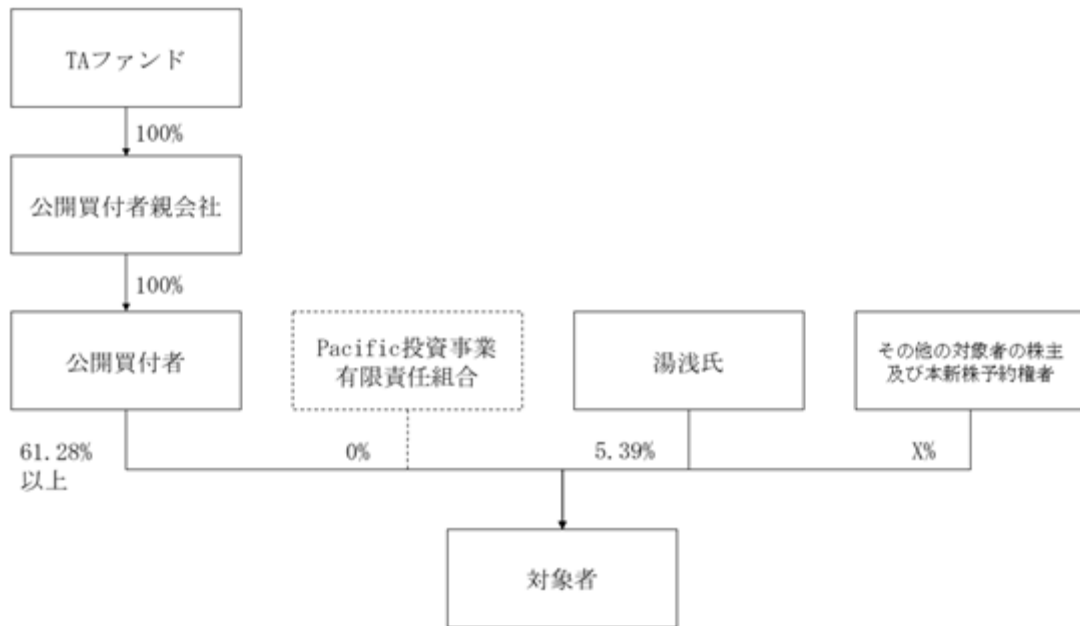 TAファンド
100%
公開買付者親会社
100%
公開買付者
Pacific投資事業
有限責任組合
湯浅氏
その他の対象者の株主
及び本新株予約権者
61.28%
以上
0%
5.39%
X%
対象者